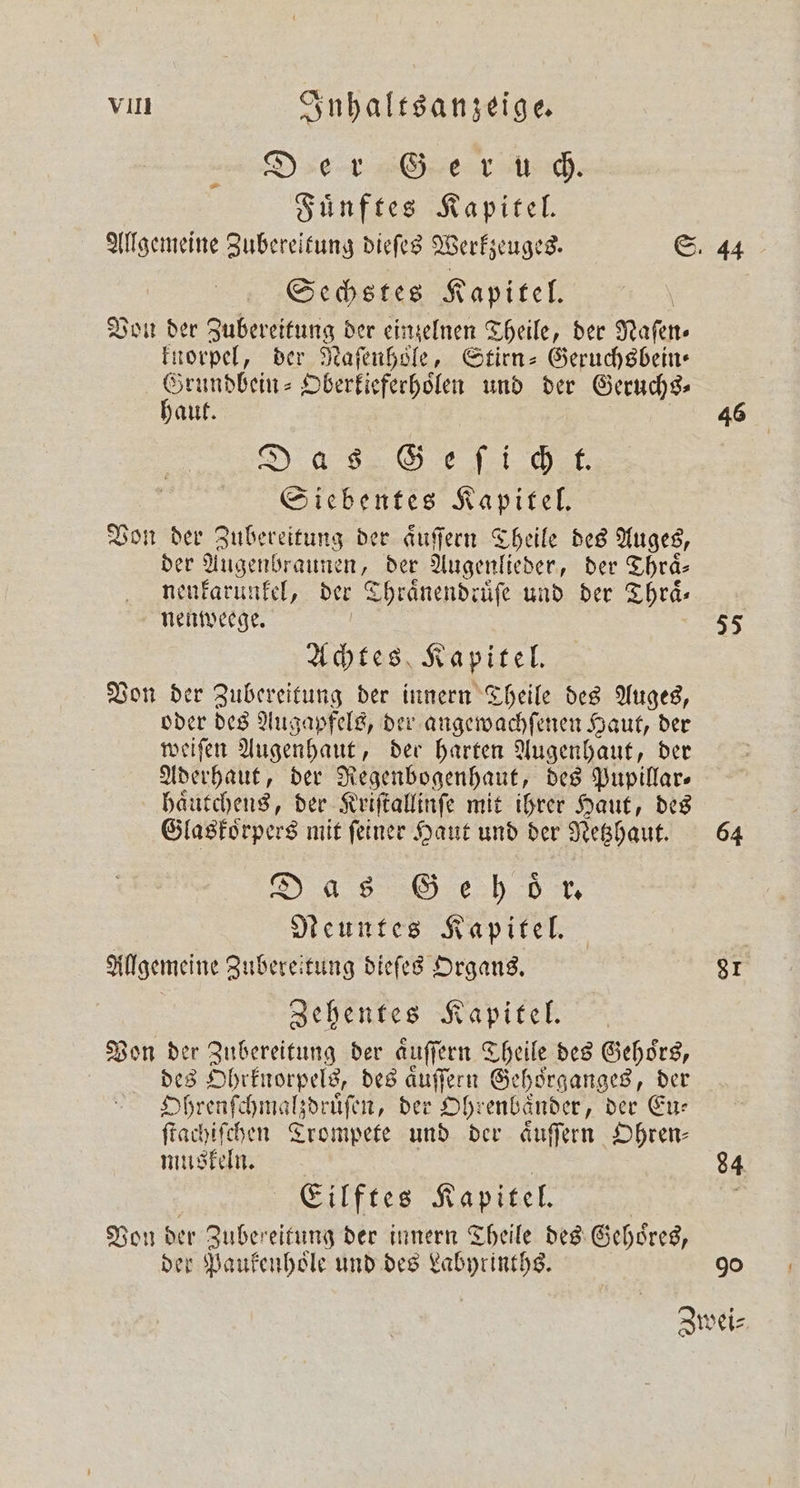 VIII Inhaltsanzeige.
Der Geruch.
Fünftes Kapitel.
Allgemeine Zubereitung dieſes Werkzeuges. S. 44
Sechstes Kapitel.
Von der Zubereitung der einzelnen Theile, der Naſen-
knorpel, der Naſenhöle, Stirn- Geruchsbein-
Grundbein- Oberkieferhölen und der Geruchs-
haut. 46
Das Geſicht.
Siebentes Kapitel.
Von der Zubereitung der äuſſern Theile des Auges,
der Augenbraunen, der Augenlieder, der Thrä-
nenkarunkel, der Thränendrüſe und der Thrä-
nenweege. 55
Achtes Kapitel.
Von der Zubereitung der innern Theile des Auges,
oder des Augapfels, der angewachſenen Haut, der
weiſen Augenhaut, der harten Augenhaut, der
Aderhaut, der Regenbogenhaut, des Pupillar-
häutchens, der Kriſtallinſe mit ihrer Haut, des
Glaskörpers mit ſeiner Haut und der Netzhaut. 64
Das Gehör.
Neuntes Kapitel.
Allgemeine Zubereitung dieſes Organs. 81
Zehentes Kapitel.
Von der Zubereitung der äuſſern Theile des Gehörs,
des Ohrknorpels, des äuſſern Gehörganges, der
Ohrenſchmalzdrüſen, der Ohrenbänder, der Eu-
ſtachiſchen Trompete und der äuſſern Ohren-
muskeln. 84
Eilftes Kapitel.
Von der Zubereitung der innern Theile des Gehöres,
der Paukenhöle und des Labyrinths. 90
Zwei-